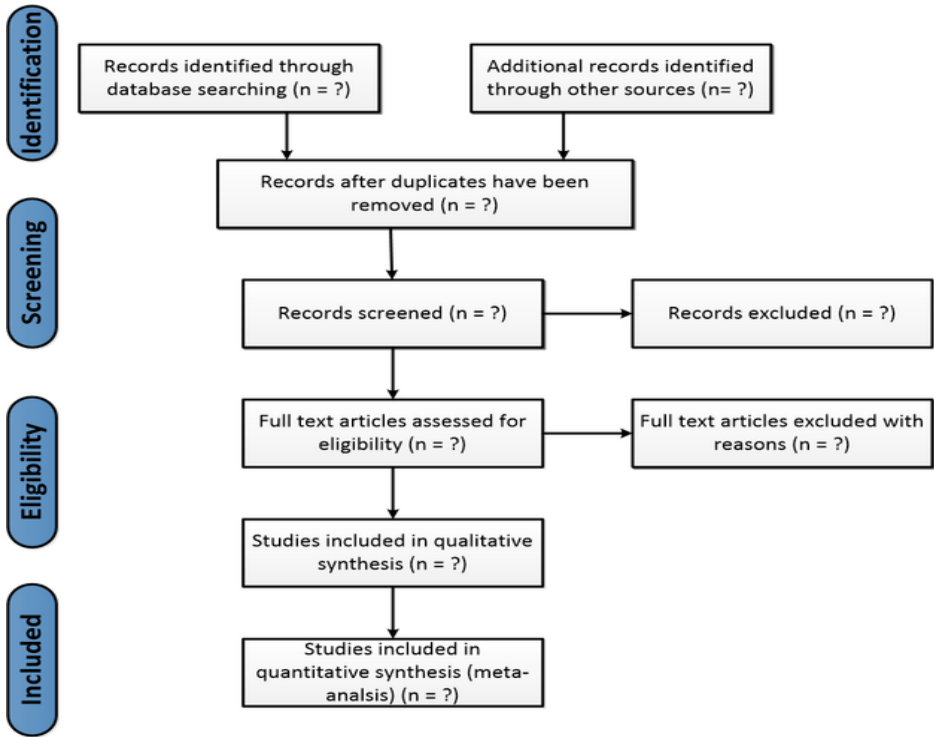 Identification
Records identified through
database searching (n = ?)
Additional records identified
through other sources (n= ?)
Records after duplicates have been
removed (n = ?)
Screening
Records screened (n = ?)
Records excluded (n = ?)
Eligibility
Full text articles assessed for
eligibility (n = ?)
Full text articles excluded with
reasons (n = ?)
Studies included in qualitative
synthesis (n = ?)
Included
Studies included in
quantitative synthesis (meta-
analsis) (n = ?)